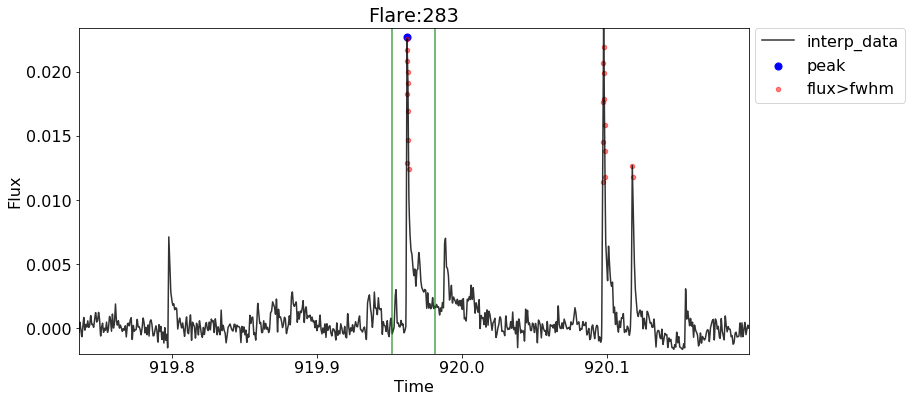 Flare:283
interp_data
peak
flux>fwhm
0.020
0.015
0.010
0.005
0.000
Flux
919.8 919.9 920.0 920.1
Time